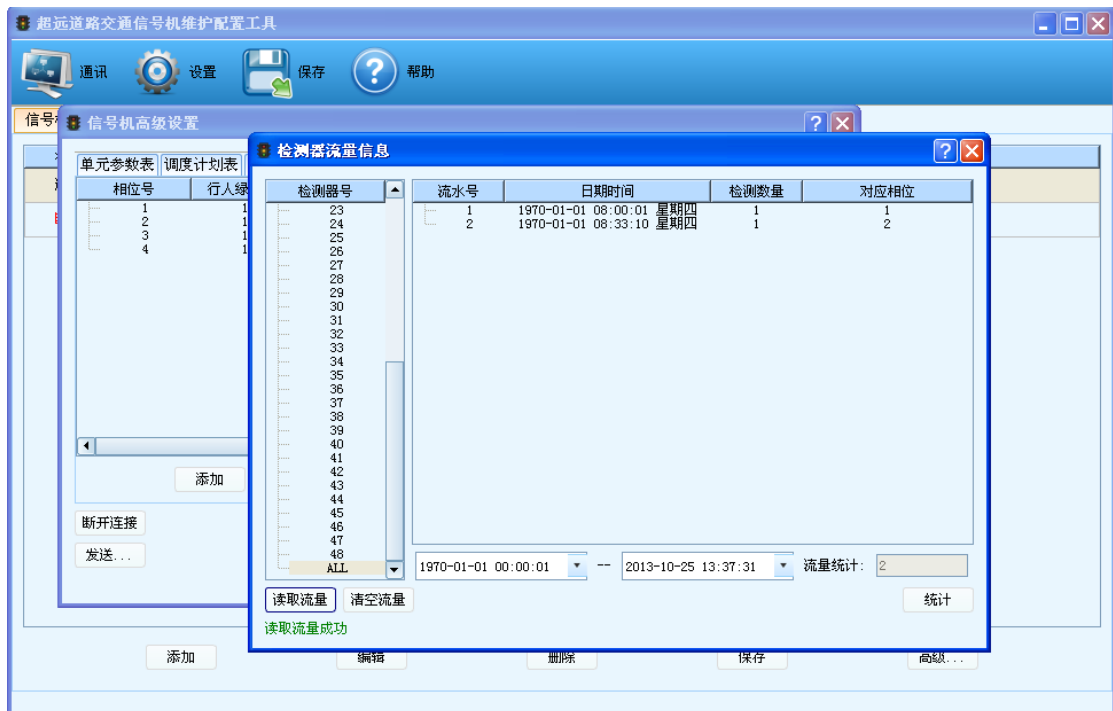 超远道路交通信号机维护配置工具
通讯 设置 保存 帮助
信号
信号机高级设置
单元参数表 调度计划表
相位号 行人绿
1 1
2 1
3 1
4 1
添加
断开连接
发送...
检测器流量信息
检测器号
23
24
25
26
27
28
29
30
31
32
33
34
35
36
37
38
39
40
41
42
43
44
45
46
47
48
ALL
流水号 日期时间 检测数量 对应相位
1 1970-01-01 08:00:01 星期四 1 1
2 1970-01-01 08:33:10 星期四 1 2
1970-01-01 00:00:01 -- 2013-10-25 13:37:31 流量统计: 2
读取流量 清空流量 统计
读取流量成功
添加 编辑 删除 保存 高级...